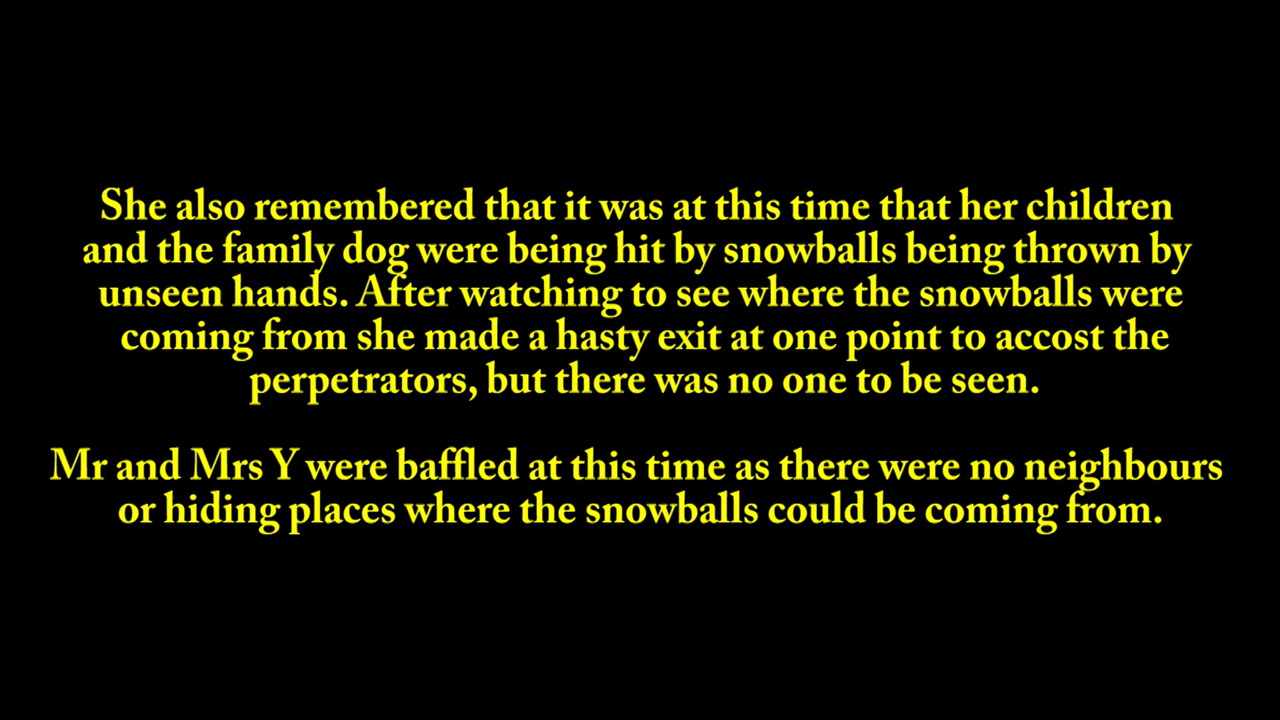 She also remembered that it was at this time that her children
and the family dog were being hit by snowballs being thrown by
unseen hands. After watching to see where the snowballs were
coming from she made a hasty exit at one point to accost the
perpetrators, but there was no one to be seen.
Mr and Mrs Y were baffled at this time as there were no neighbours
or hiding places where the snowballs could be coming from.